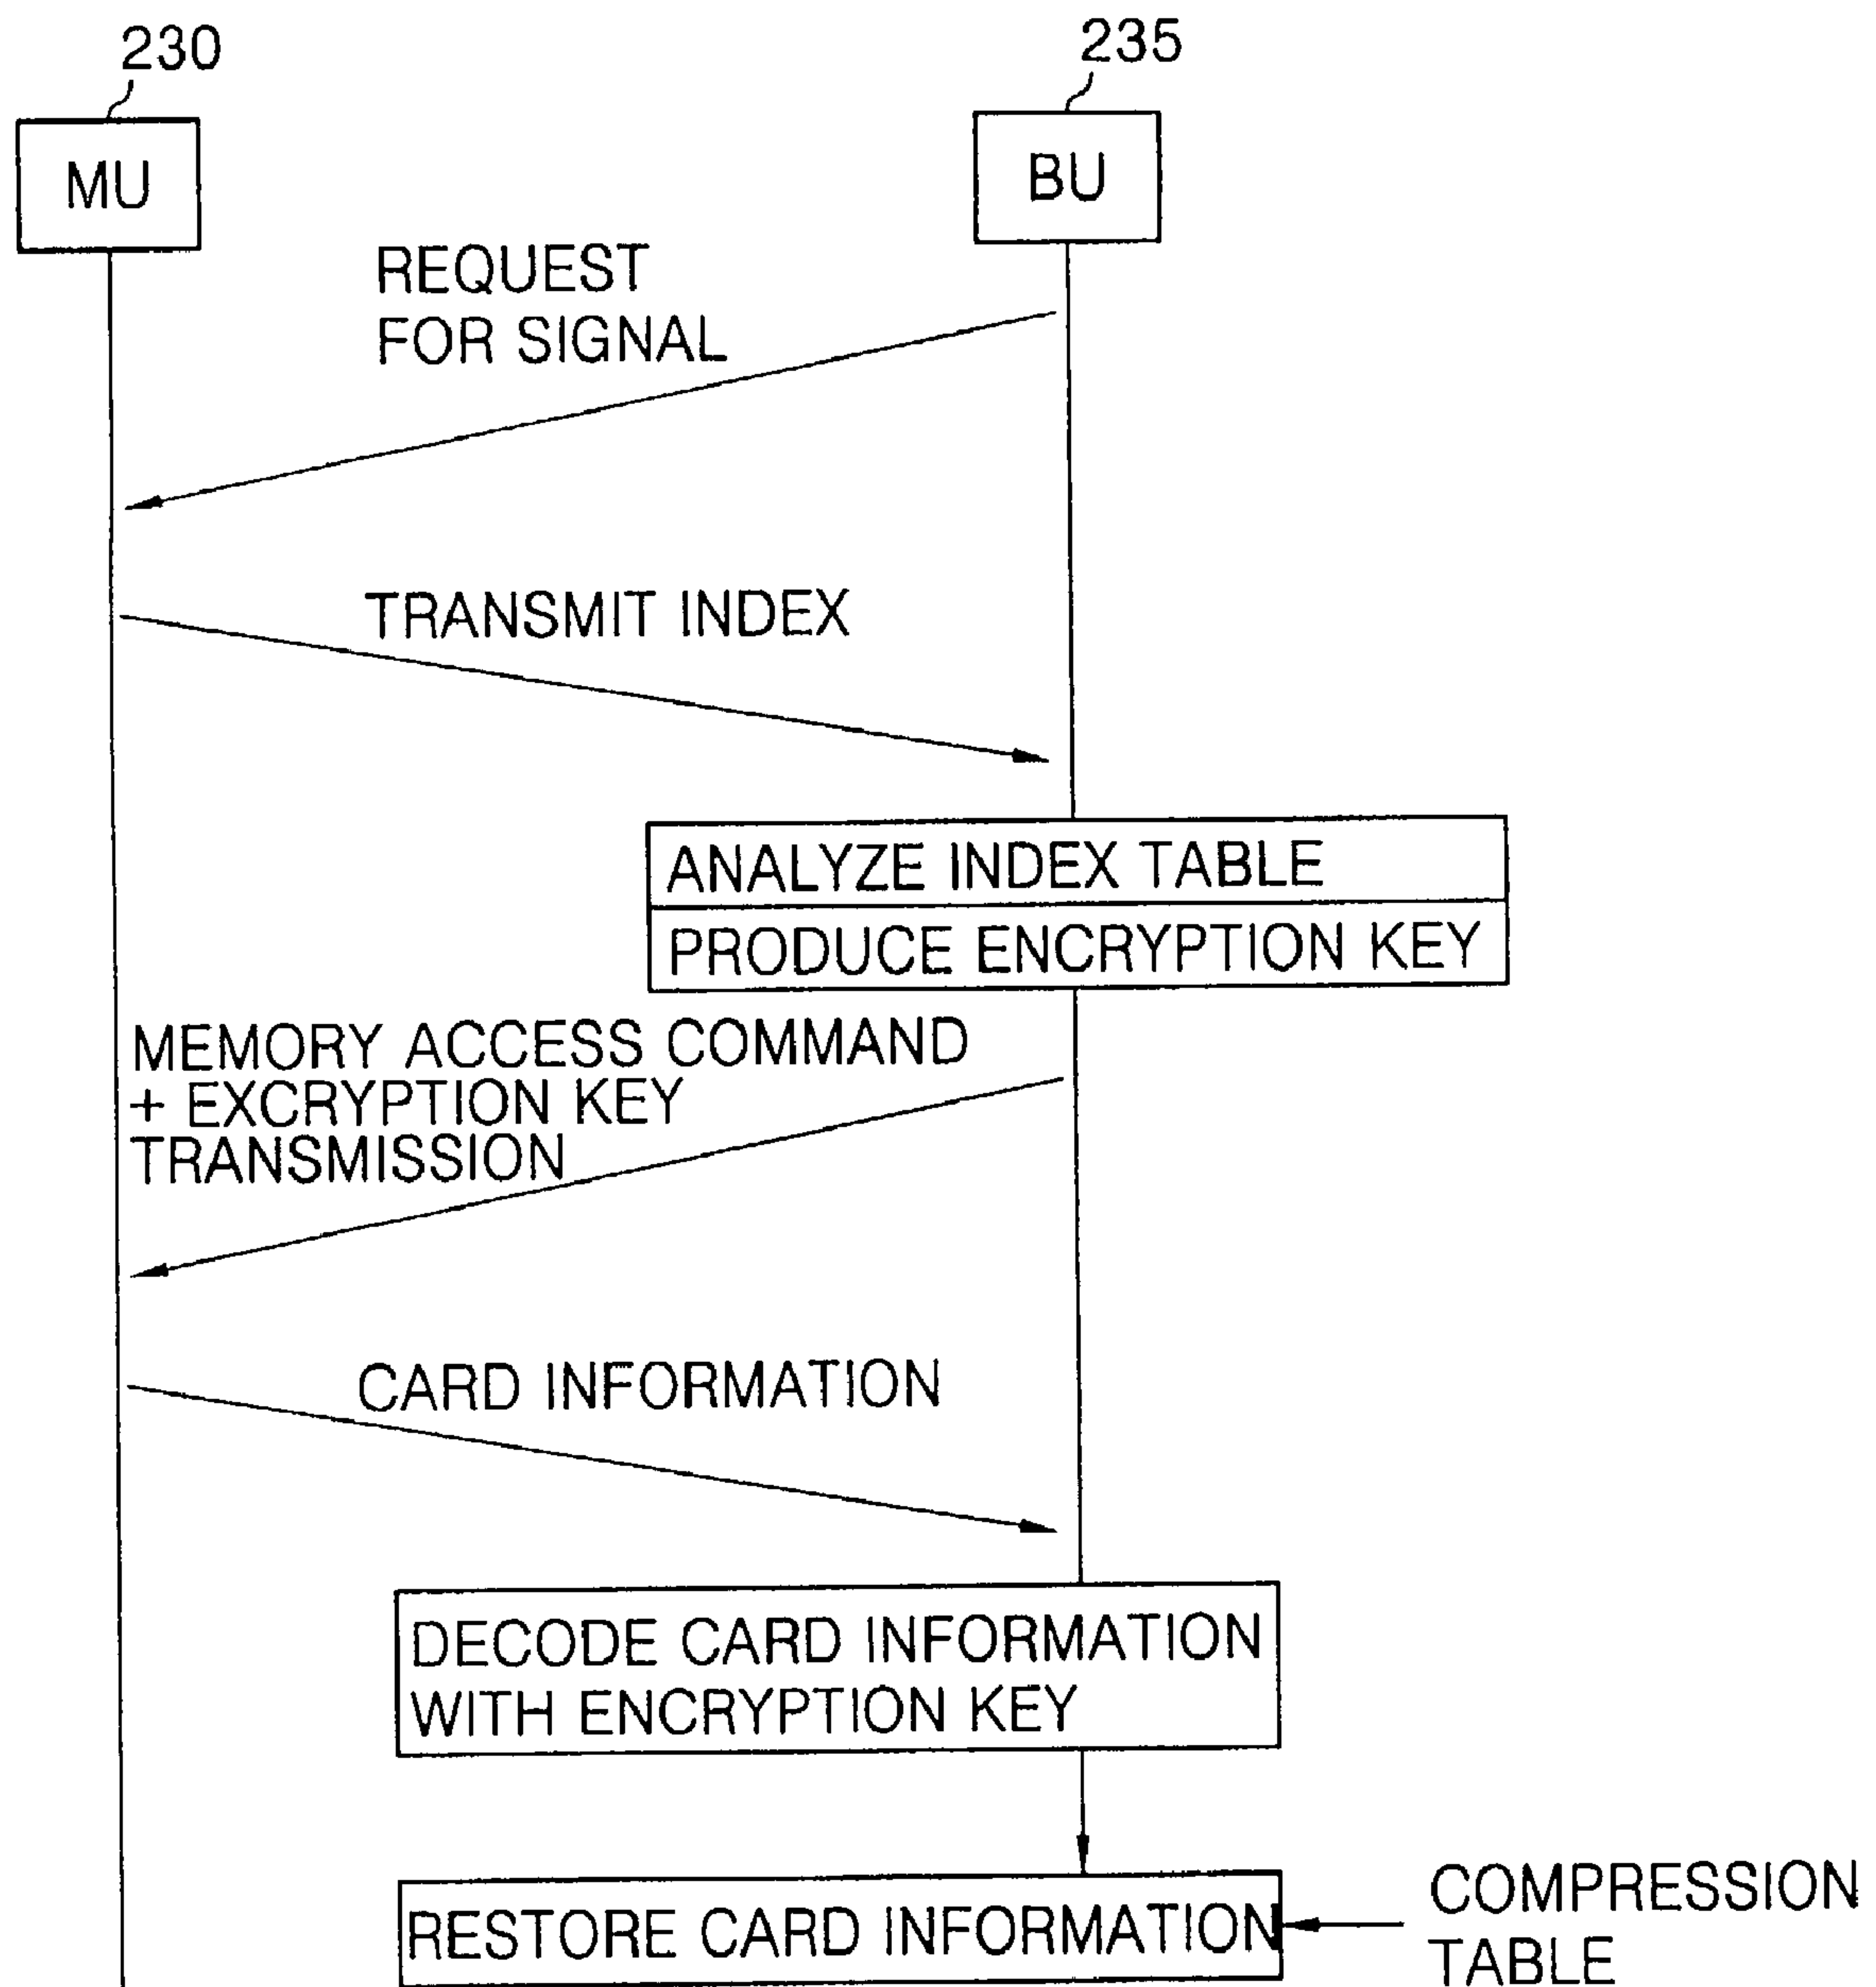 230
235
MU
BU
REQUEST
FOR SIGNAL
TRANSMIT INDEX
ANALYZE INDEX TABLE
PRODUCE ENCRYPTION KEY
MEMORY ACCESS COMMAND
+ EXCRYPTION KEY
TRANSMISSION
CARD INFORMATION
DECODE CARD INFORMATION
WITH ENCRYPTION KEY
RESTORE CARD INFORMATION
COMPRESSION
TABLE